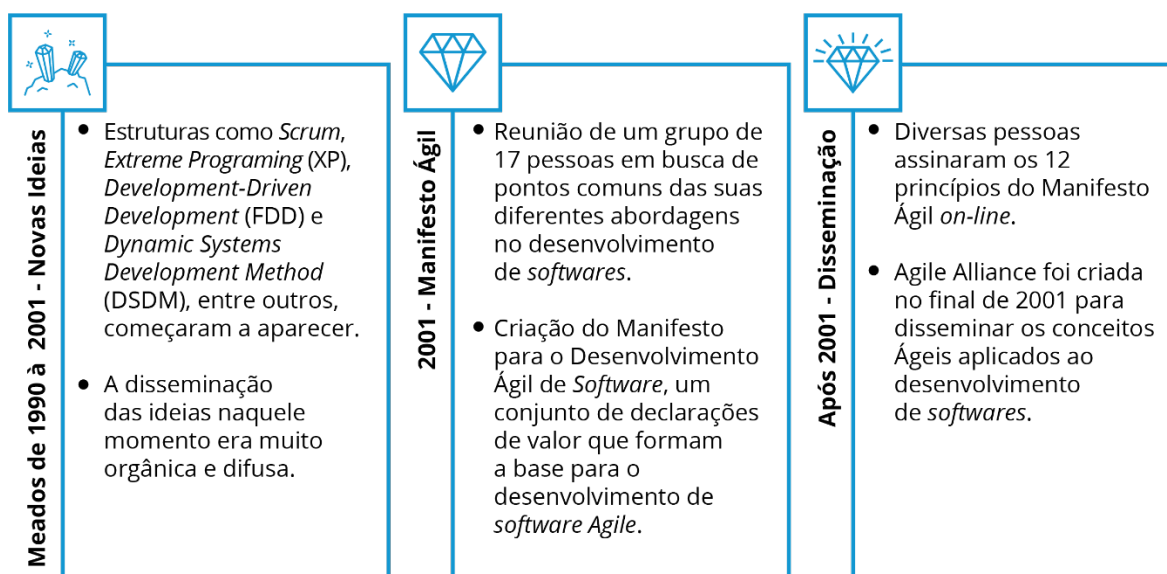 Meados de 1990 à 2001 - Novas Ideias
• Estruturas como Scrum,
Extreme Programing (XP),
Development-Driven
Development (FDD) e
Dynamic Systems
Development Method
(DSDM), entre outros,
começaram a aparecer.
• A disseminação
das ideias naquele
momento era muito
orgânica e difusa.
2001 - Manifesto Ágil
• Reunião de um grupo de
17 pessoas em busca de
pontos comuns das suas
diferentes abordagens
no desenvolvimento
de softwares.
• Criação do Manifesto
para o Desenvolvimento
Ágil de Software, um
conjunto de declarações
de valor que formam
a base para o
desenvolvimento de
software Agile.
Após 2001 - Disseminação
• Diversas pessoas
assinaram os 12
princípios do Manifesto
Ágil on-line.
• Agile Alliance foi criada
no final de 2001 para
disseminar os conceitos
Ágeis aplicados ao
desenvolvimento
de softwares.